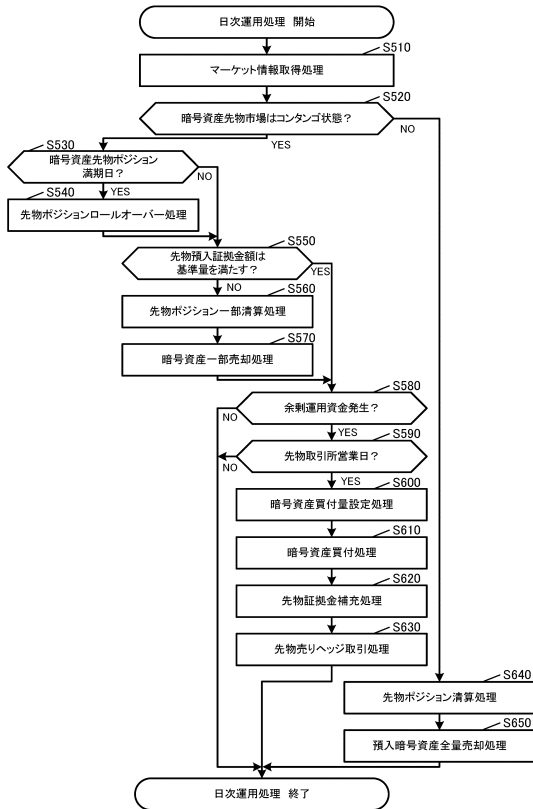 日次運用処理 開始
S510
マーケット情報取得処理
S520
暗号資産先物市場はコンタンゴ状態？
NO
YES
S530
暗号資産先物ポジション
満期日？
NO
YES
S540
先物ポジションロールオーバー処理
S550
先物預入証拠金額は
基準量を満たす？
YES
NO
S560
先物ポジション一部清算処理
S570
暗号資産一部売却処理
S580
余剰運用資金発生？
NO
YES
S590
先物取引所営業日？
NO
YES
S600
暗号資産買付量設定処理
S610
暗号資産買付処理
S620
先物証拠金補充処理
S630
先物売りヘッジ取引処理
S640
先物ポジション清算処理
S650
預入暗号資産全量売却処理
日次運用処理 終了